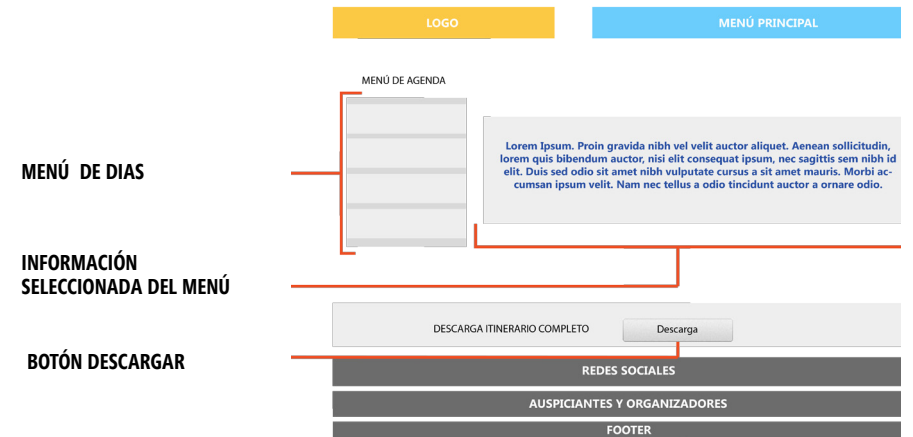 LOGO
MENÚ PRINCIPAL
MENÚ DE AGENDA
MENÚ DE DIAS
Lorem Ipsum. Proin gravida nibh vel velit auctor aliquet. Aenean sollicitudin,
lorem quis bibendum auctor, nisi elit consequat ipsum, nec sagittis sem nibh id
elit. Duis sed odio sit amet nibh vulputate cursus a sit amet mauris. Morbi ac-
cumsan ipsum velit. Nam nec tellus a odio tincidunt auctor a ornare odio.
INFORMACIÓN
SELECCIONADA DEL MENÚ
DESCARGA ITINERARIO COMPLETO
Descarga
BOTÓN DESCARGAR
REDES SOCIALES
AUSPICIANTES Y ORGANIZADORES
FOOTER